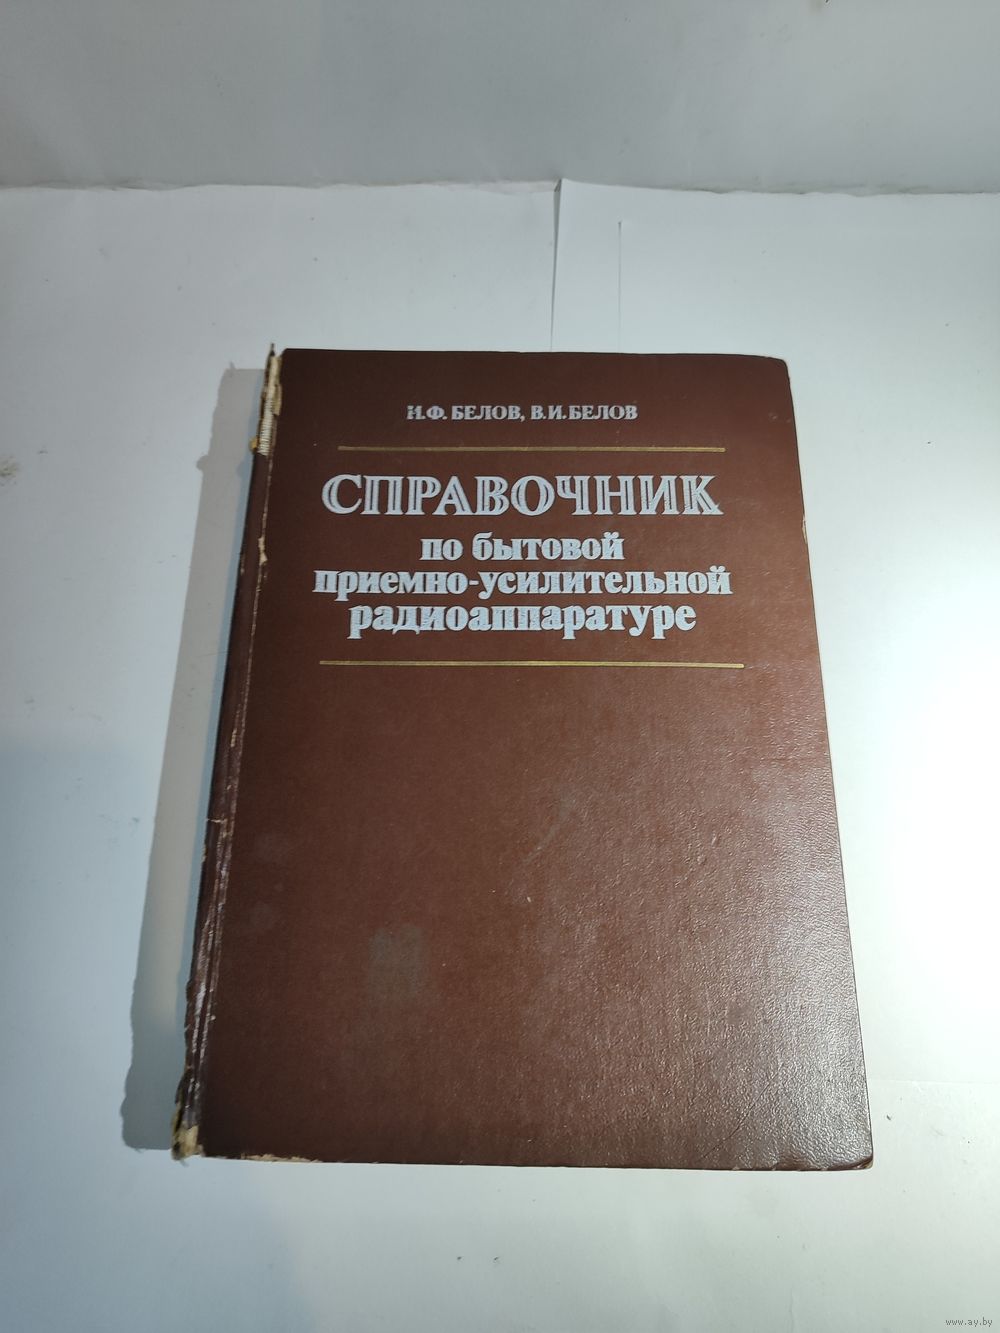 И.Ф. БЕЛОВ, В.И. БЕЛОВ
СПРАВОЧНИК
по бытовой
приемно-усилительной
радиоаппаратуре
www.ay.by